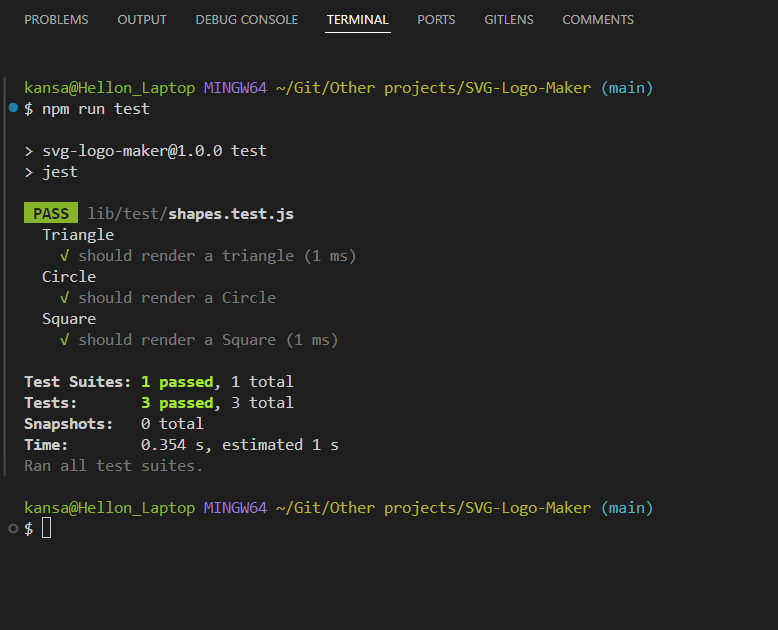 PROBLEMS OUTPUT DEBUG CONSOLE TERMINAL PORTS GITLENS COMMENTS
kansa@Hellon_Laptop MINGW64 ~/Git/Other projects/SVG-Logo-Maker (main)
$ npm run test
> svg-logo-maker@1.0.0 test
> jest
PASS lib/test/shapes.test.js
Triangle
√ should render a triangle (1 ms)
Circle
√ should render a Circle
Square
√ should render a Square (1 ms)
Test Suites: 1 passed, 1 total
Tests: 3 passed, 3 total
Snapshots: 0 total
Time: 0.354 s, estimated 1 s
Ran all test suites.
kansa@Hellon_Laptop MINGW64 ~/Git/Other projects/SVG-Logo-Maker (main)
$